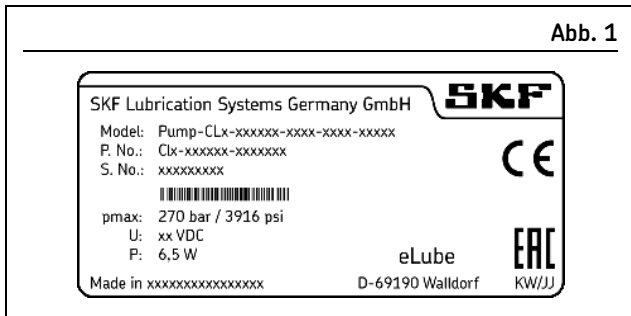 Abb. 1
SKF Lubrication Systems Germany GmbH SKF
Model: Pump-CLx-xxxxxx-xxxx-xxxx-xxxxx
P. No.: Clx-xxxxxx-xxxxxxx
S. No.: xxxxxxxxx
CE
pmax: 270 bar / 3916 psi
U: xx VDC
P: 6,5 W
eLube
EAC
Made in xxxxxxxxxxxxxxxx D-69190 Walldorf KW/JJ